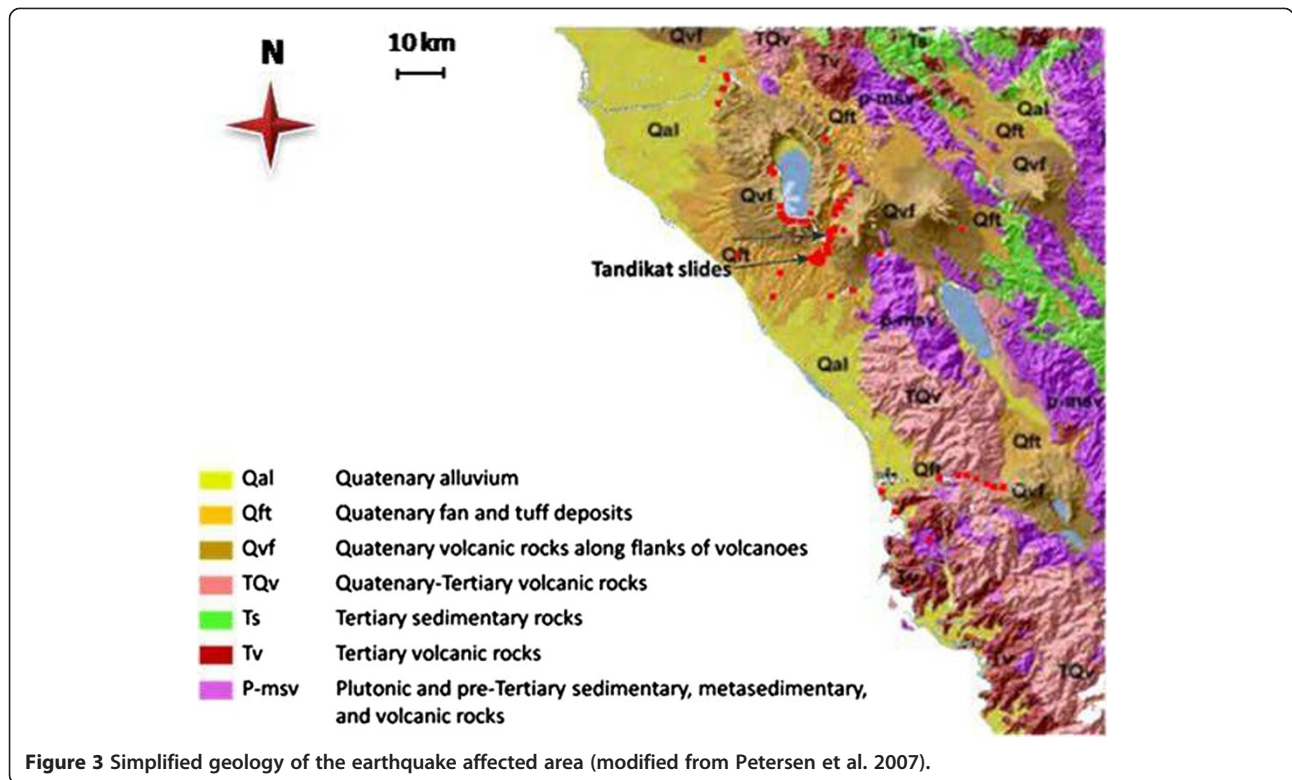 N
10 km
Qvf
TQv
Tv
Ts
p-msv
Qal
Qft
Qal
Qft
Qvf
Qvf
Qvf
Qft
Qft
Tandikat slides
p-msv
Qal
TQv
p-msv
Qft
Qft
Qvf
Tv
TQv
Qal Quatenary alluvium
Qft Quatenary fan and tuff deposits
Qvf Quatenary volcanic rocks along flanks of volcanoes
TQv Quatenary-Tertiary volcanic rocks
Ts Tertiary sedimentary rocks
Tv Tertiary volcanic rocks
P-msv Plutonic and pre-Tertiary sedimentary, metasedimentary,
and volcanic rocks
Figure 3 Simplified geology of the earthquake affected area (modified from Petersen et al. 2007).